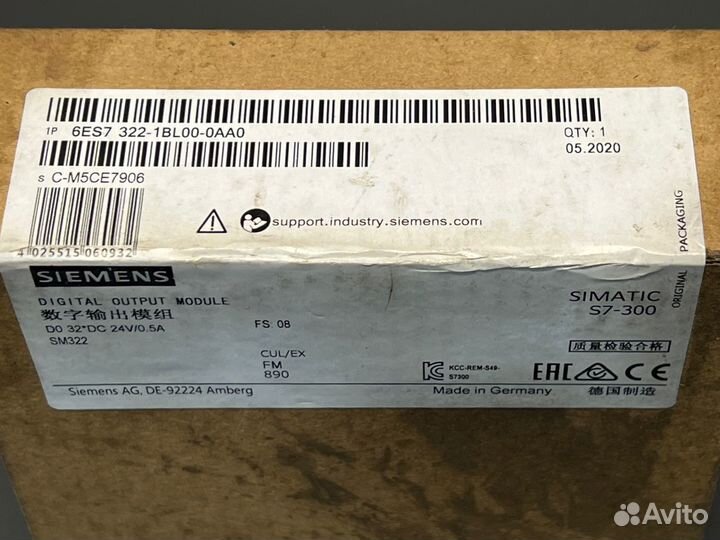 1P 6ES7 322-1BL00-0AA0
QTY: 1
05.2020
S C-M5CE7906
support.industry.siemens.com
4 025515 060932
SIEMENS
DIGITAL OUTPUT MODULE
数字输出模组
DO 32*DC 24V/0.5A
SM322
FS 08
CUL/EX
FM
890
SIMATIC
S7-300
ORIGINAL PACKAGING
质量检验合格
KCC-REM-S49-
S7300
EAC CE
Siemens AG, DE-92224 Amberg
Made in Germany
德国制造
Avito